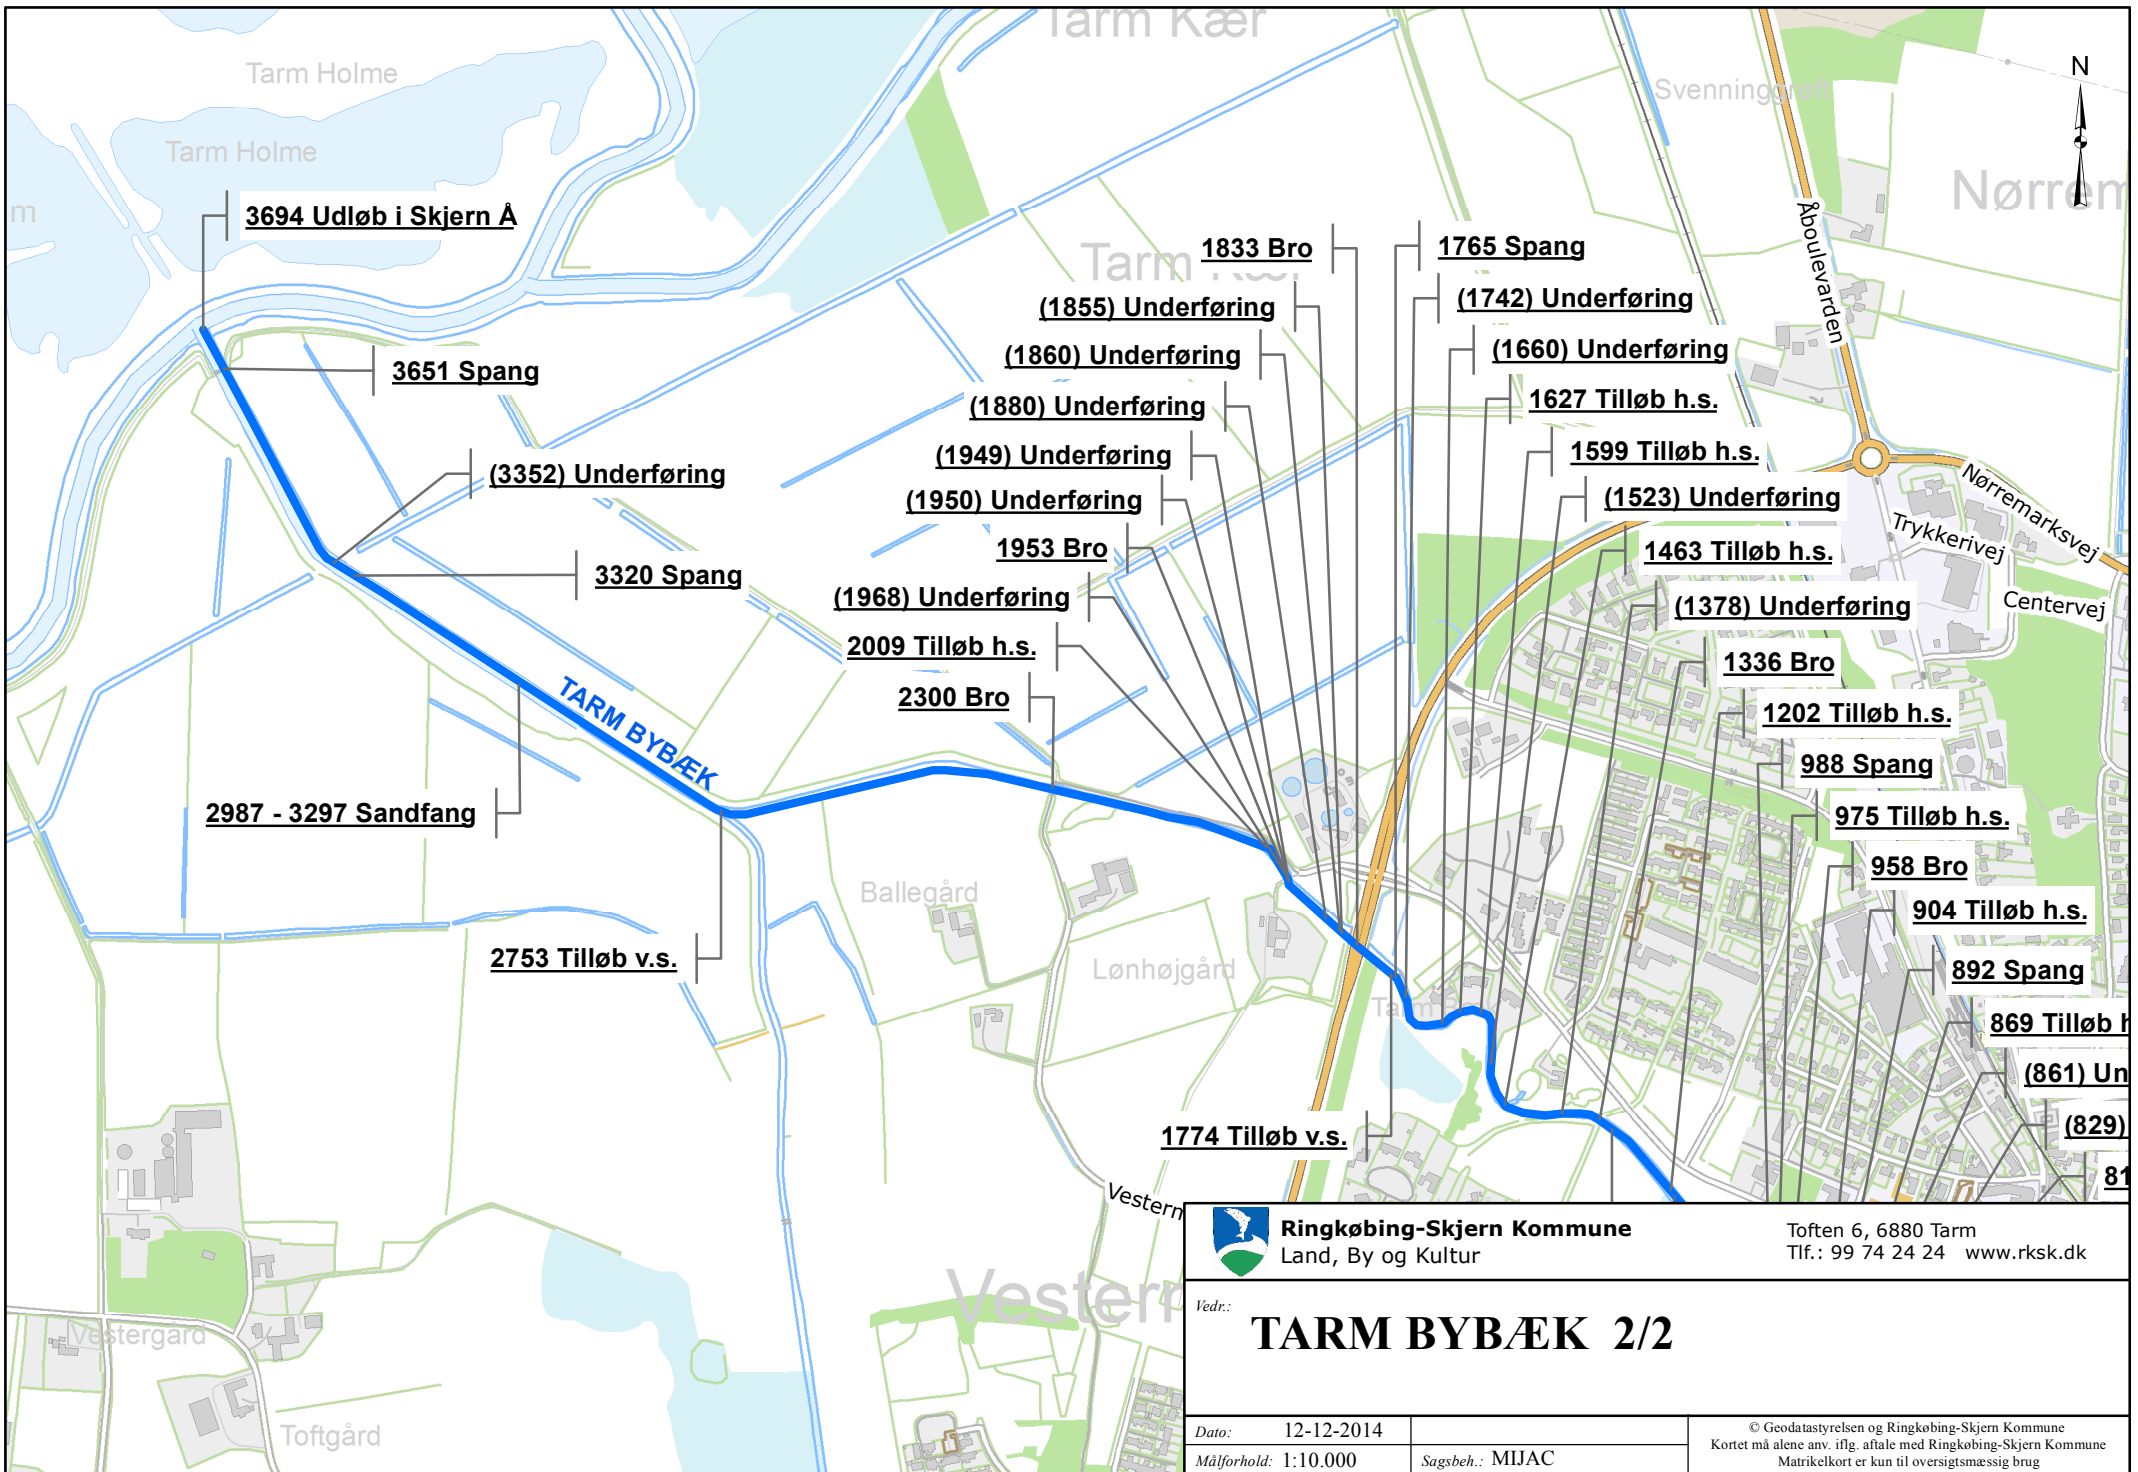 Tarm Kær
Tarm Holme
Tarm Holme
Svenninggroft
N
Nørrem
m
3694 Udløb i Skjern Å
Åboulevarden
1833 Bro
1765 Spang
Tarm Kær
(1855) Underføring
(1742) Underføring
(1860) Underføring
(1660) Underføring
3651 Spang
(1880) Underføring
1627 Tilløb h.s.
(1949) Underføring
1599 Tilløb h.s.
(3352) Underføring
(1950) Underføring
(1523) Underføring
Nørremarksvej
Trykkerivej
1953 Bro
1463 Tilløb h.s.
3320 Spang
(1968) Underføring
(1378) Underføring
Centervej
2009 Tilløb h.s.
1336 Bro
2300 Bro
1202 Tilløb h.s.
TARM BYBÆK
988 Spang
2987 - 3297 Sandfang
975 Tilløb h.s.
958 Bro
Ballegård
904 Tilløb h.s.
2753 Tilløb v.s.
Lønhøjgård
892 Spang
Tarm
869 Tilløb h
(861) Un
1774 Tilløb v.s.
(829)
81
Vestern
Ringkøbing-Skjern Kommune
Land, By og Kultur
Toften 6, 6880 Tarm
Tlf.: 99 74 24 24 www.rksk.dk
Vestern
Vestergård
Toftgård
Vedr.:
TARM BYBÆK 2/2
Dato: 12-12-2014
Målforhold: 1:10.000
Sagsbeh.: MIJAC
© Geodatastyrelsen og Ringkøbing-Skjern Kommune
Kortet må alene anv. iflg. aftale med Ringkøbing-Skjern Kommune
Matrikelkort er kun til oversigtsmæssig brug